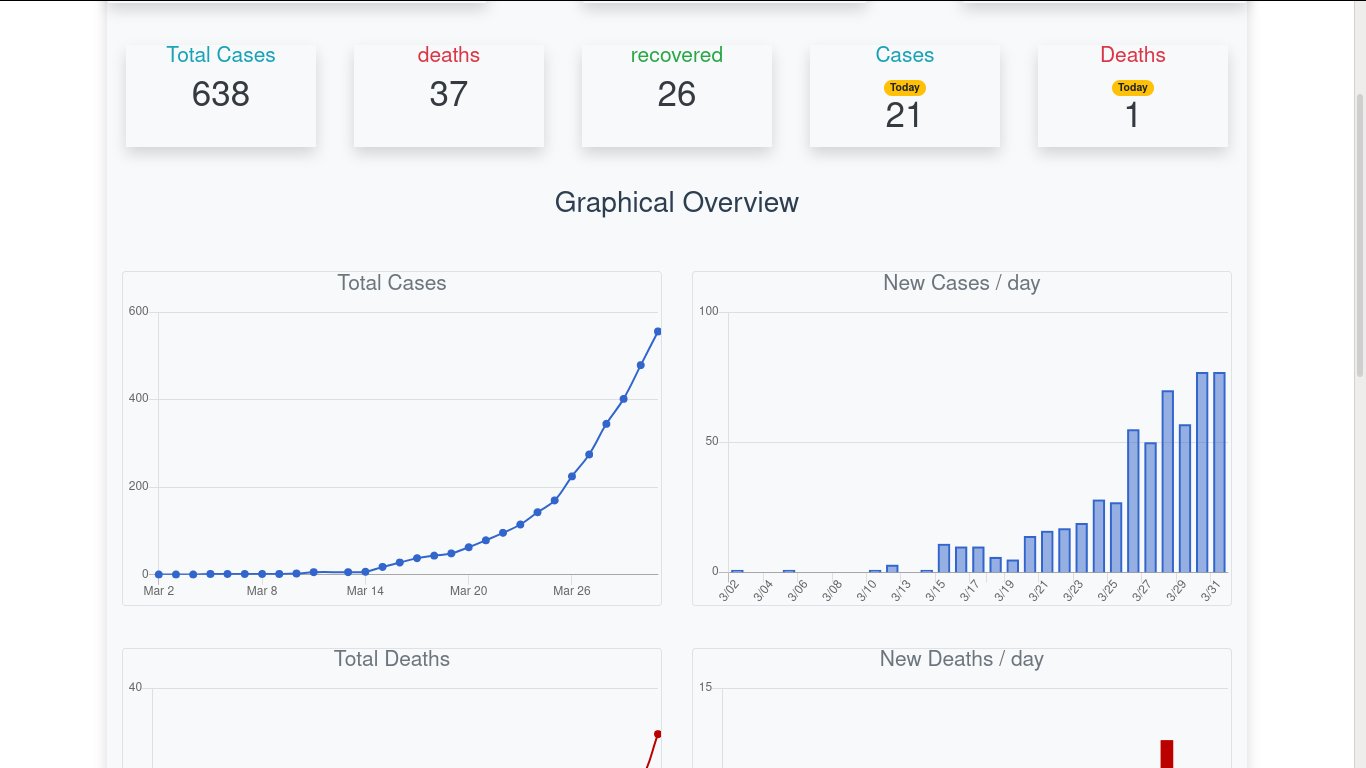 Total Cases deaths recovered Cases Deaths
Today Today
638 37 26 21 1
Graphical Overview
Total Cases
600
400
200
0
Mar 2 Mar 8 Mar 14 Mar 20 Mar 26
New Cases / day
100
50
0
3/02 3/04 3/06 3/08 3/10 3/13 3/15 3/17 3/19 3/21 3/23 3/25 3/27 3/29 3/31
Total Deaths
40
New Deaths / day
15